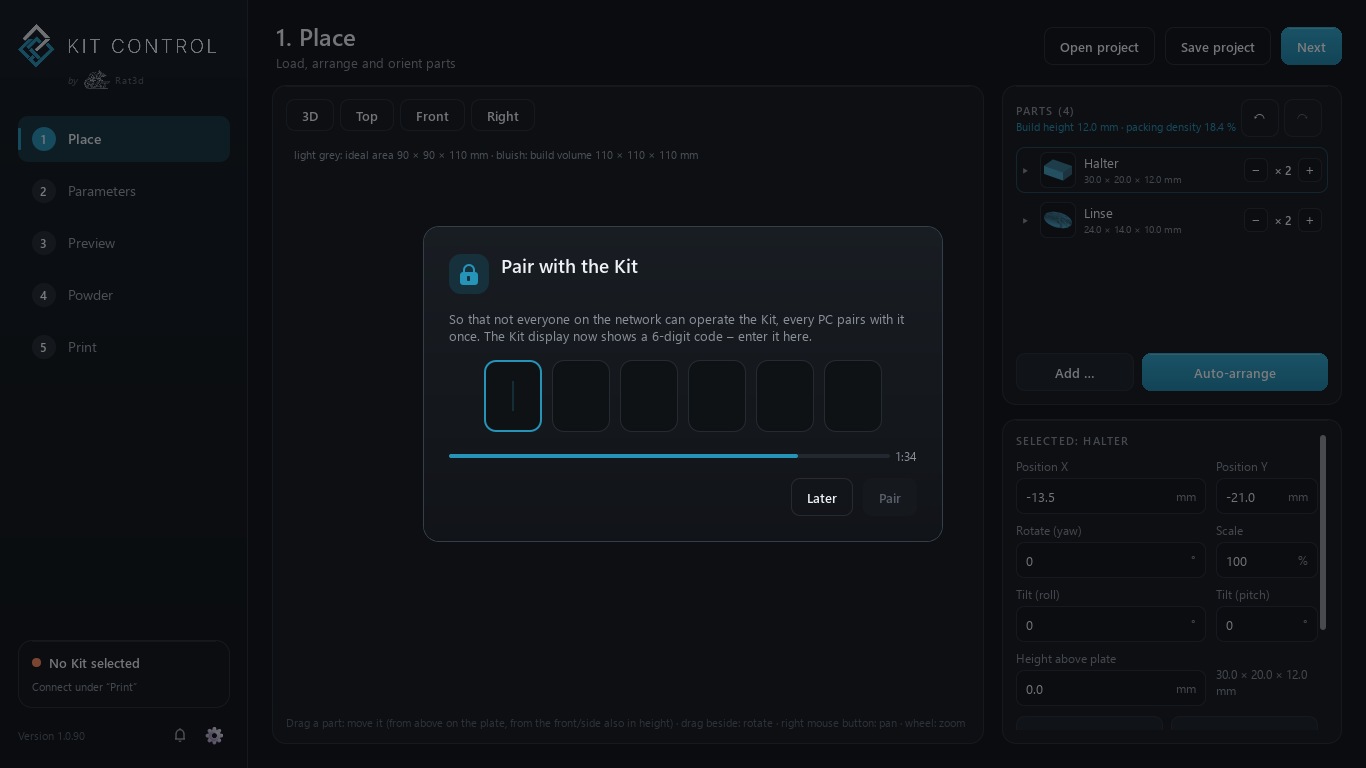 KIT CONTROL
by Rat3d
1 Place
2 Parameters
3 Preview
4 Powder
5 Print
No Kit selected
Connect under "Print"
Version 1.0.90
1. Place
Load, arrange and orient parts
Open project
Save project
Next
3D
Top
Front
Right
light grey: ideal area 90 × 90 × 110 mm · bluish: build volume 110 × 110 × 110 mm
Pair with the Kit
So that not everyone on the network can operate the Kit, every PC pairs with it
once. The Kit display now shows a 6-digit code – enter it here.
1:34
Later
Pair
Drag a part: move it (from above on the plate, from the front/side also in height) · drag beside: rotate · right mouse button: pan · wheel: zoom
PARTS (4)
Build height 12.0 mm · packing density 18.4 %
Halter
30.0 × 20.0 × 12.0 mm
− × 2 +
Linse
24.0 × 14.0 × 10.0 mm
− × 2 +
Add ...
Auto-arrange
SELECTED: HALTER
Position X
Position Y
-13.5 mm
-21.0 mm
Rotate (yaw)
Scale
0 °
100 %
Tilt (roll)
Tilt (pitch)
0 °
0 °
Height above plate
0.0 mm
30.0 × 20.0 × 12.0
mm